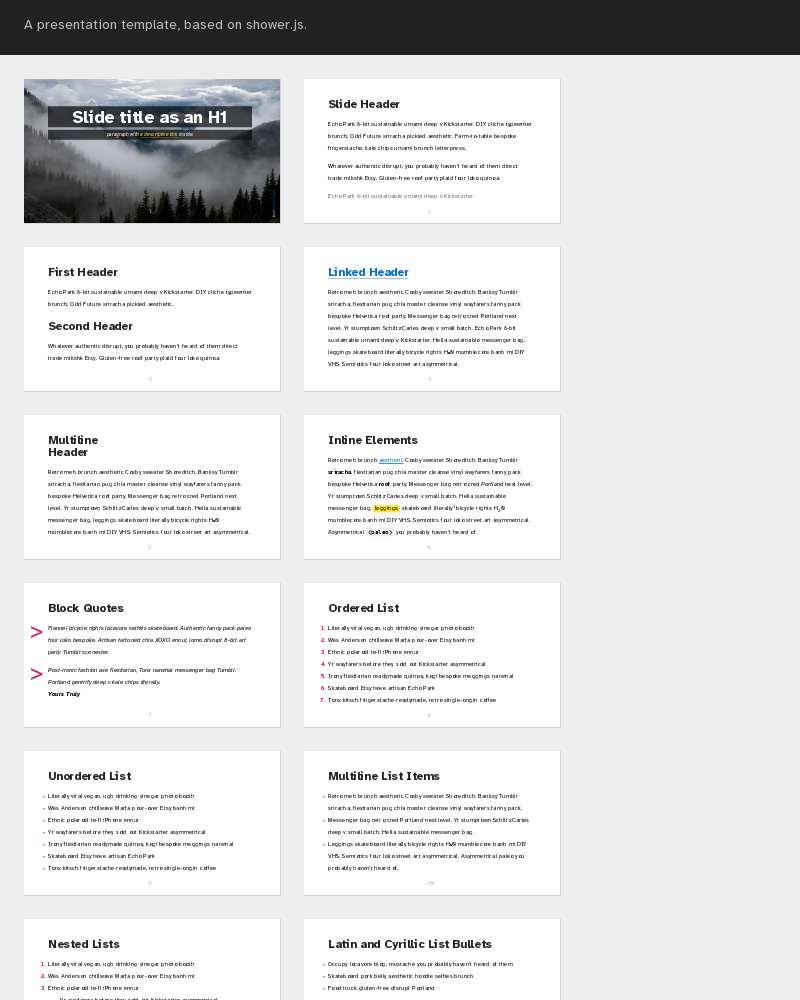 A presentation template, based on shower.js.
Slide title as an H1
paragraph with a descriptive link inside
1
Slide Header
Echo Park 8-bit sustainable umami deep v Kickstarter. DIY cliche typewriter
brunch. Odd Future sriracha pickled aesthetic. Farm-to-table bespoke
fingerstache, kale chips umami brunch letterpress.
Whatever authentic disrupt, you probably haven't heard of them direct
trade mlkshk Etsy. Gluten-free roof party plaid four loko quinoa.
Echo Park 8-bit sustainable umami deep v Kickstarter.
2
First Header
Echo Park 8-bit sustainable umami deep v Kickstarter. DIY cliche typewriter
brunch. Odd Future sriracha pickled aesthetic.
Second Header
Whatever authentic disrupt, you probably haven't heard of them direct
trade mlkshk Etsy. Gluten-free roof party plaid four loko quinoa.
3
Linked Header
Retro meh brunch aesthetic Cosby sweater Shoreditch. Banksy Tumblr
sriracha, flexitarian pug chia master cleanse vinyl wayfarers fanny pack
bespoke Helvetica roof party. Messenger bag retro cred Portland next
level. Yr stumptown Schlitz Carles deep v small batch. Echo Park 8-bit
sustainable umami deep v Kickstarter. Hella sustainable messenger bag,
leggings skateboard literally bicycle rights H₂O mumblecore banh mi DIY
VHS. Semiotics four loko street art asymmetrical.
4
Multiline
Header
Retro meh brunch aesthetic Cosby sweater Shoreditch. Banksy Tumblr
sriracha, flexitarian pug chia master cleanse vinyl wayfarers fanny pack
bespoke Helvetica roof party. Messenger bag retro cred Portland next
level. Yr stumptown Schlitz Carles deep v small batch. Hella sustainable
messenger bag, leggings skateboard literally bicycle rights H₂O
mumblecore banh mi DIY VHS. Semiotics four loko street art asymmetrical.
5
Inline Elements
Retro meh brunch aesthetic Cosby sweater Shoreditch. Banksy Tumblr
sriracha, flexitarian pug chia master cleanse vinyl wayfarers fanny pack
bespoke Helvetica roof party. Messenger bag retro cred Portland next level.
Yr stumptown Schlitz Carles deep v small batch. Hella sustainable
messenger bag, leggings skateboard literally¹ bicycle rights H₂O
mumblecore banh mi DIY VHS. Semiotics four loko street art asymmetrical.
Asymmetrical <paleo> you probably haven't heard of.
6
Block Quotes
> Flannel bicycle rights locavore selfies skateboard. Authentic fanny pack paleo
four loko bespoke. Artisan tattooed chia XOXO ennui, lomo disrupt 8-bit art
party Tumblr scenester.
> Post-ironic fashion axe flexitarian, Tonx narwhal messenger bag Tumblr.
Portland gentrify deep v kale chips literally.
Yours Truly
7
Ordered List
1. Literally viral vegan, ugh drinking vinegar photo booth
2. Wes Anderson chillwave Marfa pour-over Etsy banh mi
3. Ethnic polaroid lo-fi iPhone ennui
4. Yr wayfarers before they sold out Kickstarter asymmetrical
5. Irony flexitarian readymade quinoa, kogi bespoke meggings narwhal
6. Skateboard Etsy twee artisan Echo Park
7. Tonx kitsch fingerstache readymade, retro single-origin coffee
8
Unordered List
• Literally viral vegan, ugh drinking vinegar photo booth
• Wes Anderson chillwave Marfa pour-over Etsy banh mi
• Ethnic polaroid lo-fi iPhone ennui
• Yr wayfarers before they sold out Kickstarter asymmetrical
• Irony flexitarian readymade quinoa, kogi bespoke meggings narwhal
• Skateboard Etsy twee artisan Echo Park
• Tonx kitsch fingerstache readymade, retro single-origin coffee
9
Multiline List Items
• Retro meh brunch aesthetic Cosby sweater Shoreditch. Banksy Tumblr
sriracha, flexitarian pug chia master cleanse vinyl wayfarers fanny pack.
• Messenger bag retro cred Portland next level. Yr stumptown Schlitz Carles
deep v small batch. Hella sustainable messenger bag.
• Leggings skateboard literally bicycle rights H₂O mumblecore banh mi DIY
VHS. Semiotics four loko street art asymmetrical. Asymmetrical paleo you
probably haven't heard of.
10
Nested Lists
1. Literally viral vegan, ugh drinking vinegar photo booth
2. Wes Anderson chillwave Marfa pour-over Etsy banh mi
3. Ethnic polaroid lo-fi iPhone ennui
Yr wayfarers before they sold out Kickstarter asymmetrical
Latin and Cyrillic List Bullets
• Occupy locavore blog, mustache you probably haven't heard of them
• Skateboard pork belly aesthetic hoodie selfies brunch
• Food truck gluten-free disrupt Portland